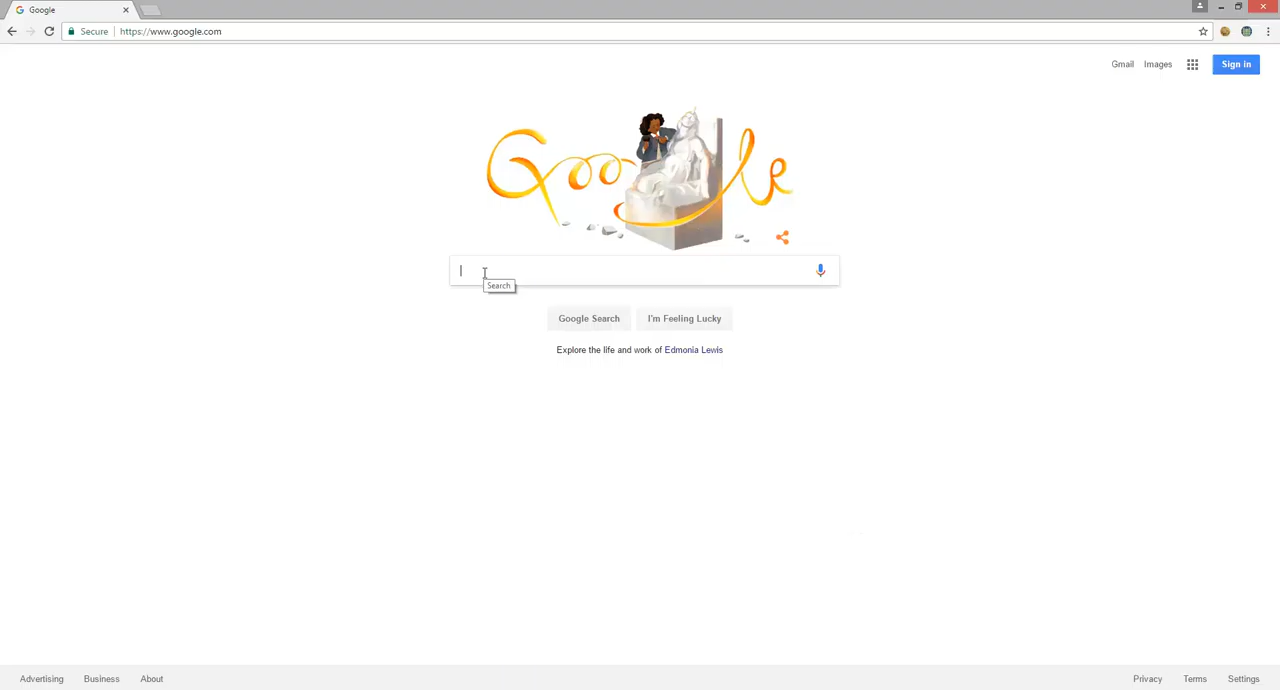 Google
Secure https://www.google.com
Gmail Images Sign in
Google
Search
Google Search I'm Feeling Lucky
Explore the life and work of Edmonia Lewis
Advertising Business About Privacy Terms Settings